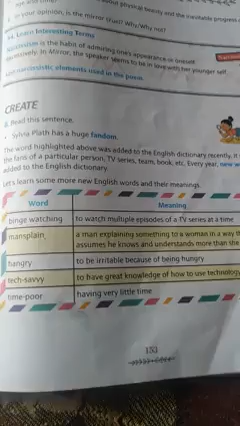 physical beauty and the inevitable progress
In your opinion, is the mirror cruel? Why/Why not?
14. Learn Interesting Terms
Narcissism is the habit of admiring one's appearance or oneself
excessively. In Mirror, the speaker seems to be in love with her younger self.
narcissistic elements used in the poem.
CREATE
Read this sentence.
• Sylvia Plath has a huge fandom.
The word highlighted above was added to the English dictionary recently, it
the fans of a particular person, TV series, team, book, etc. Every year, new
added to the English dictionary.
Let's learn some more new English words and their meanings.
Word Meaning
binge watching to watch multiple episodes of a TV series at a time
mansplain, a man explaining something to a woman in a way
assumes he knows and understands more than she
hangry to be irritable because of being hungry
tech-savvy to have great knowledge of how to use technology
time-poor having very little time
153